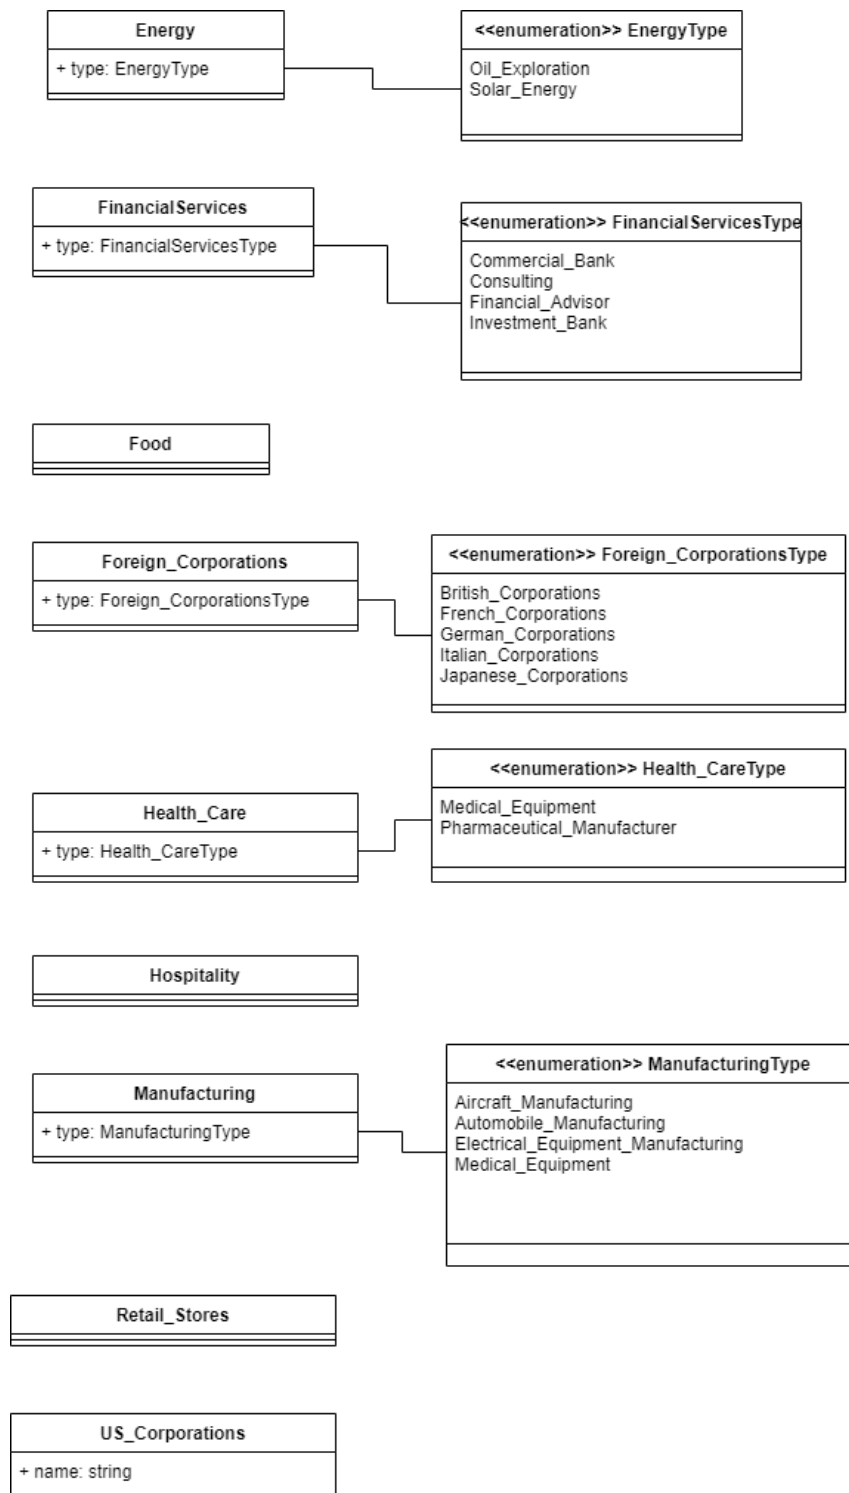 Energy
+ type: EnergyType
<<enumeration>> EnergyType
Oil_Exploration
Solar_Energy
FinancialServices
+ type: FinancialServicesType
<<enumeration>> FinancialServicesType
Commercial_Bank
Consulting
Financial_Advisor
Investment_Bank
Food
Foreign_Corporations
+ type: Foreign_CorporationsType
<<enumeration>> Foreign_CorporationsType
British_Corporations
French_Corporations
German_Corporations
Italian_Corporations
Japanese_Corporations
Health_Care
+ type: Health_CareType
<<enumeration>> Health_CareType
Medical_Equipment
Pharmaceutical_Manufacturer
Hospitality
Manufacturing
+ type: ManufacturingType
<<enumeration>> ManufacturingType
Aircraft_Manufacturing
Automobile_Manufacturing
Electrical_Equipment_Manufacturing
Medical_Equipment
Retail_Stores
US_Corporations
+ name: string